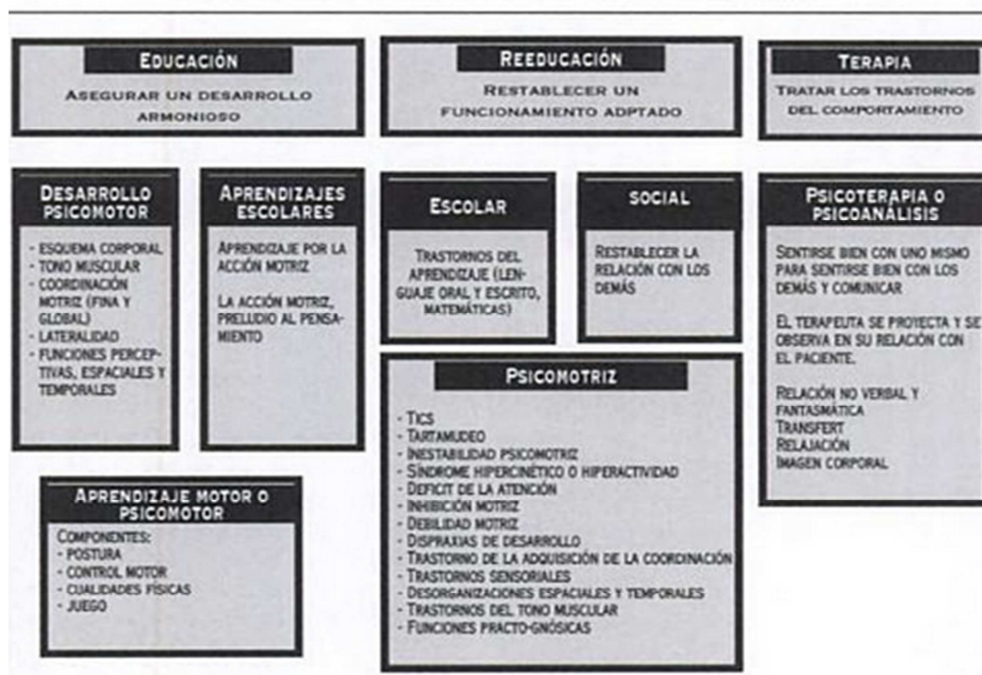 EDUCACIÓN
ASEGURAR UN DESARROLLO
ARMONIOSO
REEDUCACIÓN
RESTABLECER UN
FUNCIONAMIENTO ADPTADO
TERAPIA
TRATAR LOS TRASTORNOS
DEL COMPORTAMIENTO
DESARROLLO
PSICOMOTOR
- ESQUEMA CORPORAL
- TONO MUSCULAR
- COORDINACIÓN
MOTRIZ (FINA Y
GLOBAL)
- LATERALIDAD
- FUNCIONES PERCEP-
TIVAS, ESPACIALES Y
TEMPORALES
APRENDIZAJES
ESCOLARES
APRENDIZAJE POR LA
ACCIÓN MOTRIZ
LA ACCIÓN MOTRIZ,
PRELUDIO AL PENSA-
MIENTO
ESCOLAR
TRASTORNOS DEL
APRENDIZAJE (LEN-
GUAJE ORAL Y ESCRITO,
MATEMÁTICAS)
SOCIAL
RESTABLECER LA
RELACIÓN CON LOS
DEMÁS
PSICOTERAPIA O
PSICOANÁLISIS
SENTIRSE BIEN CON UNO MISMO
PARA SENTIRSE BIEN CON LOS
DEMÁS Y COMUNICAR
EL TERAPEUTA SE PROYECTA Y SE
OBSERVA EN SU RELACIÓN CON
EL PACIENTE.
RELACIÓN NO VERBAL Y
FANTASMÁTICA
TRANSFERT
RELAJACIÓN
IMAGEN CORPORAL
APRENDIZAJE MOTOR O
PSICOMOTOR
COMPONENTES:
- POSTURA
- CONTROL MOTOR
- CUALIDADES FÍSICAS
- JUEGO
PSICOMOTRIZ
- TICS
- TARTAMUDEO
- INESTABILIDAD PSICOMOTRIZ
- SÍNDROME HIPERCINÉTICO O HIPERACTIVIDAD
- DEFICIT DE LA ATENCIÓN
- INHIBICIÓN MOTRIZ
- DEBILIDAD MOTRIZ
- DISPRAXIAS DE DESARROLLO
- TRASTORNO DE LA ADQUISICIÓN DE LA COORDINACIÓN
- TRASTORNOS SENSORIALES
- DESORGANIZACIONES ESPACIALES Y TEMPORALES
- TRASTORNOS DEL TONO MUSCULAR
- FUNCIONES PRACTO-GNÓSICAS